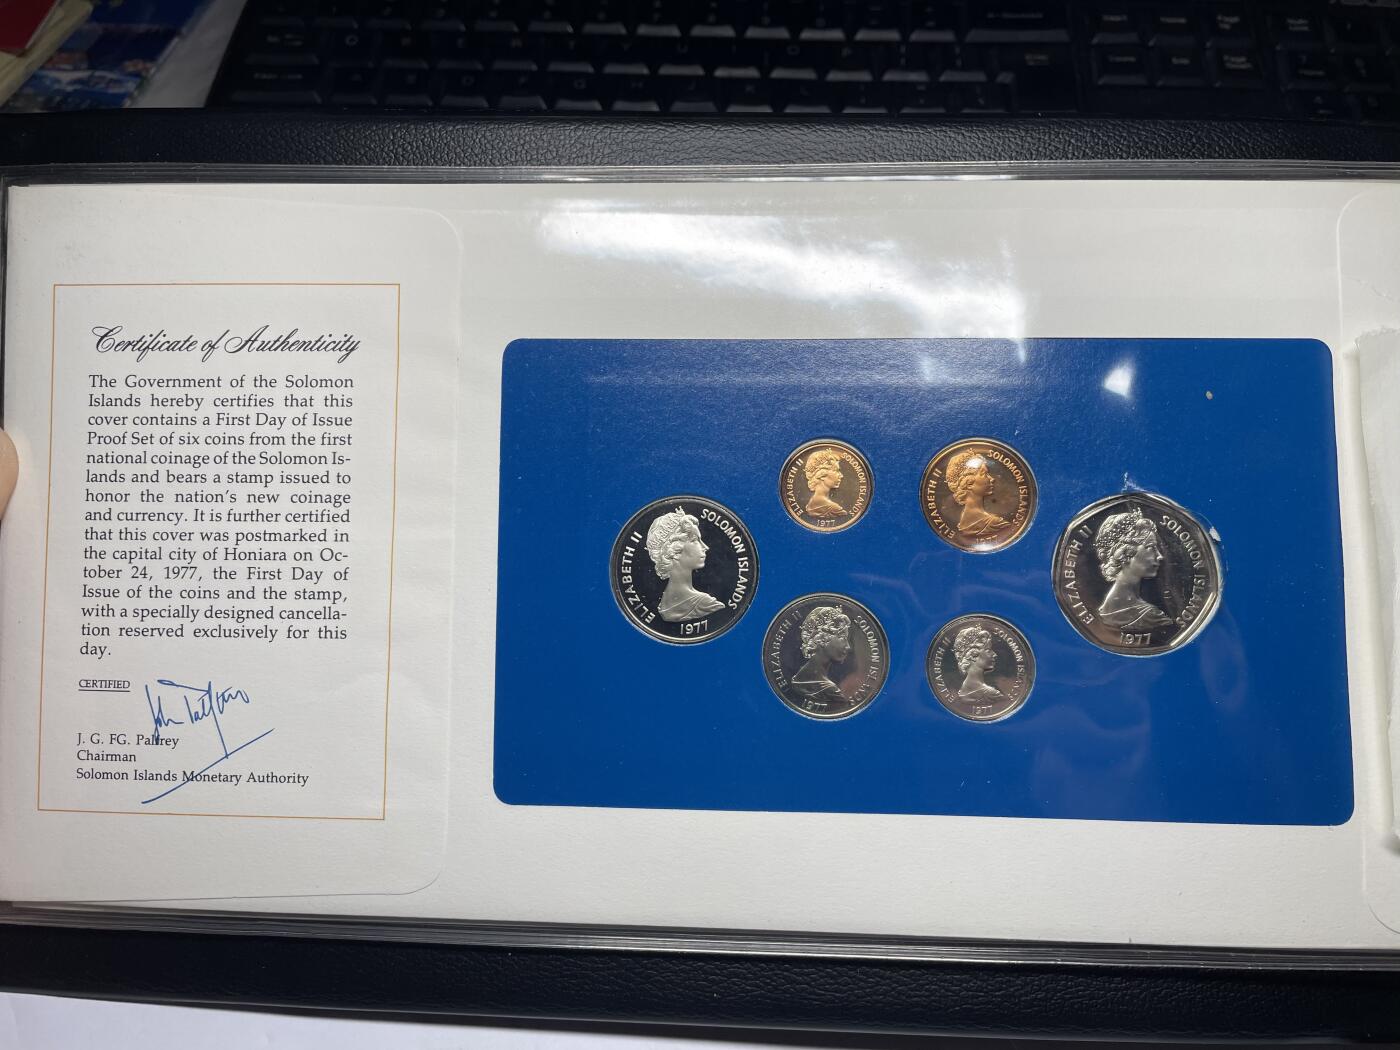 Certificate of Authenticity
The Government of the Solomon
Islands hereby certifies that this
cover contains a First Day of Issue
Proof Set of six coins from the first
national coinage of the Solomon Is-
lands and bears a stamp issued to
honor the nation's new coinage
and currency. It is further certified
that this cover was postmarked in
the capital city of Honiara on Oc-
tober 24, 1977, the First Day of
Issue of the coins and the stamp,
with a specially designed cancella-
tion reserved exclusively for this
day.
CERTIFIED
J. G. FG. Palfrey
Chairman
Solomon Islands Monetary Authority
ELIZABETH II SOLOMON ISLANDS
1977
ELIZABETH II SOLOMON ISLANDS
1977
ELIZABETH II SOLOMON ISLANDS
1977
ELIZABETH II SOLOMON ISLANDS
1977
ELIZABETH II SOLOMON ISLANDS
1977
ELIZABETH II SOLOMON ISLANDS
1977